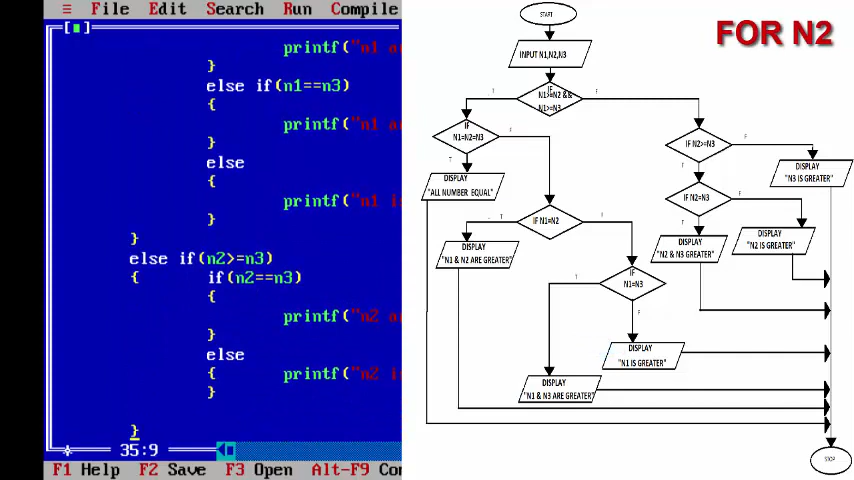 ≡ File Edit Search Run Compile
[■]
printf("n1 a
}
else if(n1==n3)
{
printf("n1 a
}
else
{
printf("n1 is
}
}
else if(n2>=n3)
{ if(n2==n3)
{
printf("n2 a
}
else
{ printf("n2 is
}
}
35:9
F1 Help F2 Save F3 Open Alt-F9 Co
FOR N2
START
INPUT N1,N2,N3
IF
N1>=N2 &&
N1>=N3
T
F
IF
N1=N2=N3
T
F
IF N2>=N3
F
T
DISPLAY
"N3 IS GREATER"
DISPLAY
"ALL NUMBER EQUAL"
IF N2=N3
T
F
IF N1=N2
T
F
DISPLAY
"N1 & N2 ARE GREATER"
DISPLAY
"N2 & N3 GREATER"
DISPLAY
"N2 IS GREATER"
IF
N1=N3
T
F
DISPLAY
"N1 IS GREATER"
DISPLAY
"N1 & N3 ARE GREATER"
STOP